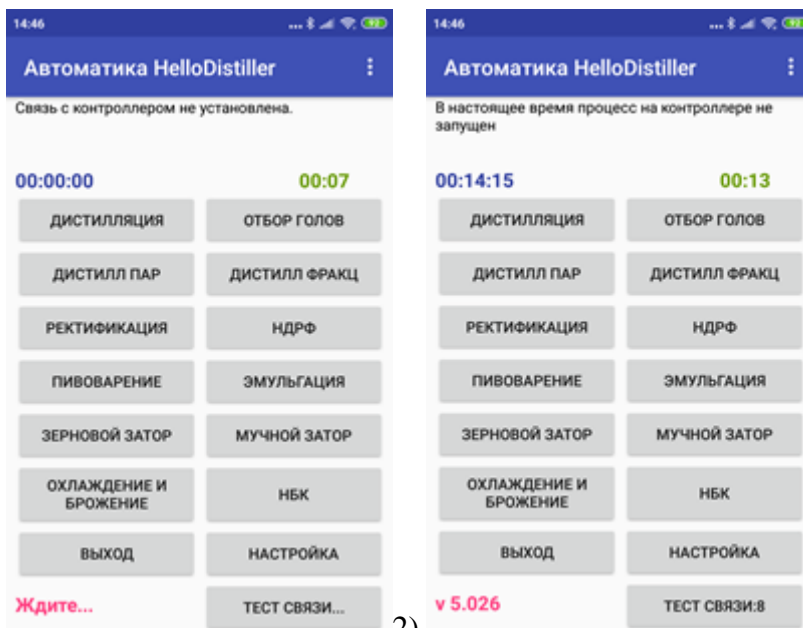 14:46
... 92
Автоматика HelloDistiller
Связь с контроллером не установлена.
00:00:00 00:07
ДИСТИЛЛЯЦИЯ ОТБОР ГОЛОВ
ДИСТИЛЛ ПАР ДИСТИЛЛ ФРАКЦ
РЕКТИФИКАЦИЯ НДРФ
ПИВОВАРЕНИЕ ЭМУЛЬГАЦИЯ
ЗЕРНОВОЙ ЗАТОР МУЧНОЙ ЗАТОР
ОХЛАЖДЕНИЕ И
БРОЖЕНИЕ
НБК
ВЫХОД НАСТРОЙКА
Ждите... ТЕСТ СВЯЗИ...
2)
14:46
... 92
Автоматика HelloDistiller
В настоящее время процесс на контроллере не
запущен
00:14:15 00:13
ДИСТИЛЛЯЦИЯ ОТБОР ГОЛОВ
ДИСТИЛЛ ПАР ДИСТИЛЛ ФРАКЦ
РЕКТИФИКАЦИЯ НДРФ
ПИВОВАРЕНИЕ ЭМУЛЬГАЦИЯ
ЗЕРНОВОЙ ЗАТОР МУЧНОЙ ЗАТОР
ОХЛАЖДЕНИЕ И
БРОЖЕНИЕ
НБК
ВЫХОД НАСТРОЙКА
v 5.026 ТЕСТ СВЯЗИ:8